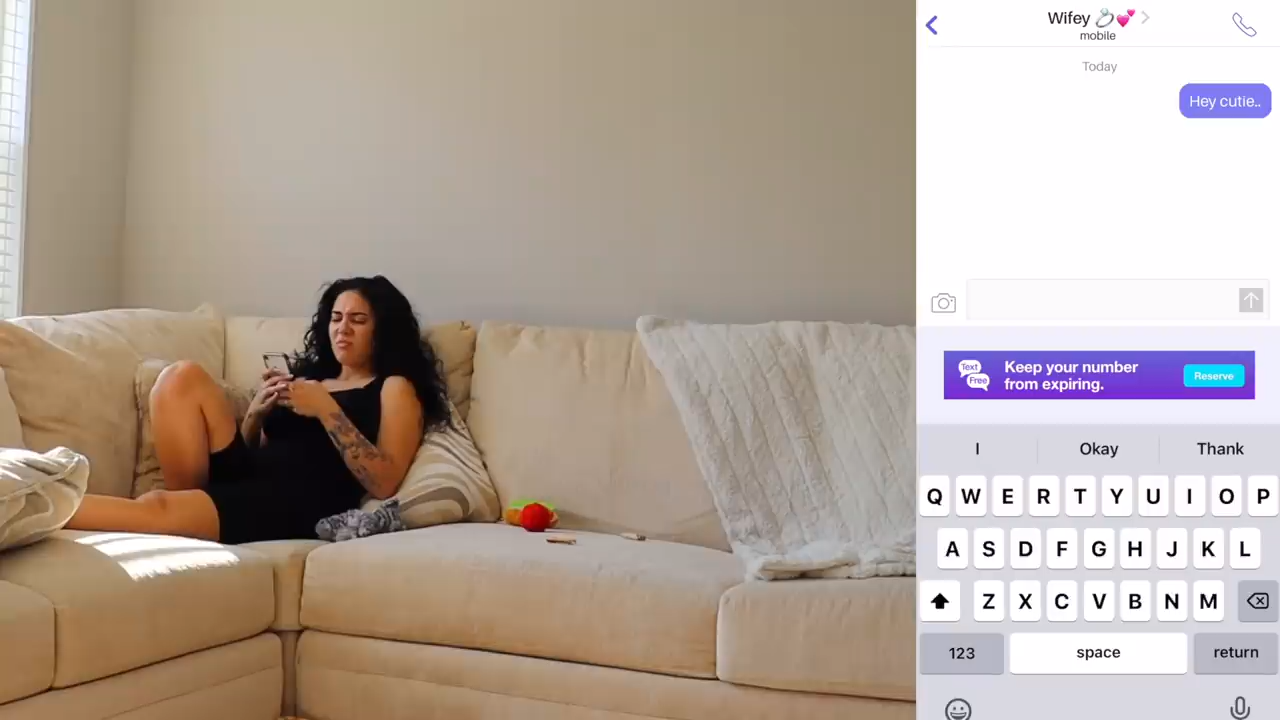 Wifey 💍💕
mobile
Today
Hey cutie..
Text
Free
Keep your number
from expiring.
Reserve
I
Okay
Thank
Q W E R T Y U I O P
A S D F G H J K L
Z X C V B N M
123
space
return